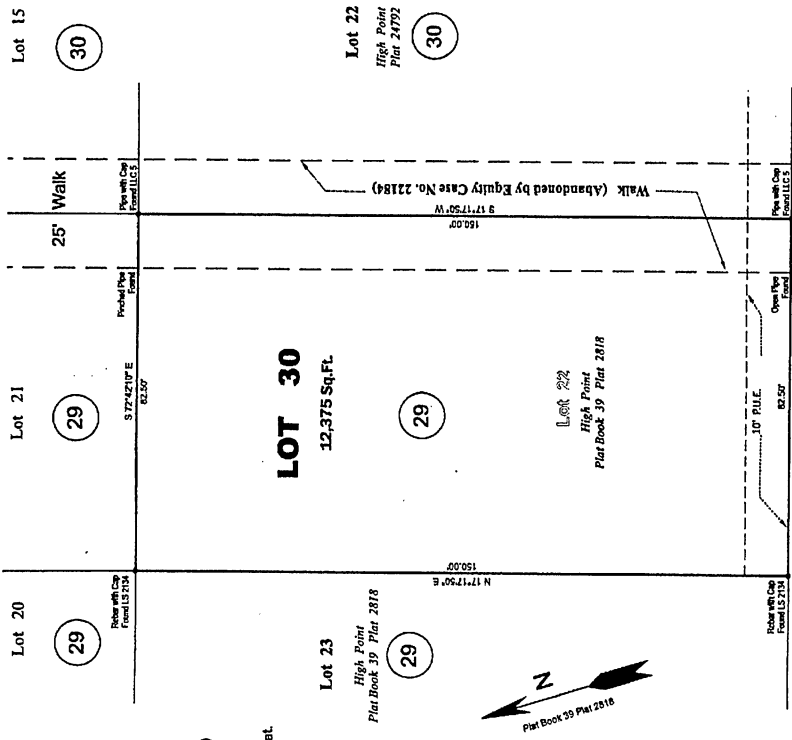 Lot 20
29
Lot 21
29
25' Walk
Lot 15
30
Rebar with Cap
Found LS 2134
S 72°42'10" E
82.50'
Pinched Pipe
Found
Pipe with Cap
Found LLC 5
Lot 22
High Point
Plat 24792
30
Walk (Abandoned by Equity Case No. 22184)
S 17°17'50" W
150.00'
LOT 30
12,375 Sq.Ft.
29
Lot 22
High Point
Plat Book 39 Plat 2818
N 17°17'50" E
150.00'
Lot 23
High Point
Plat Book 39 Plat 2818
29
at.
N
Plat Book 39 Plat 2818
10' P.U.E.
82.50'
Rebar with Cap
Found LS 2134
Open Pipe
Found
Pipe with Cap
Found LLC 5